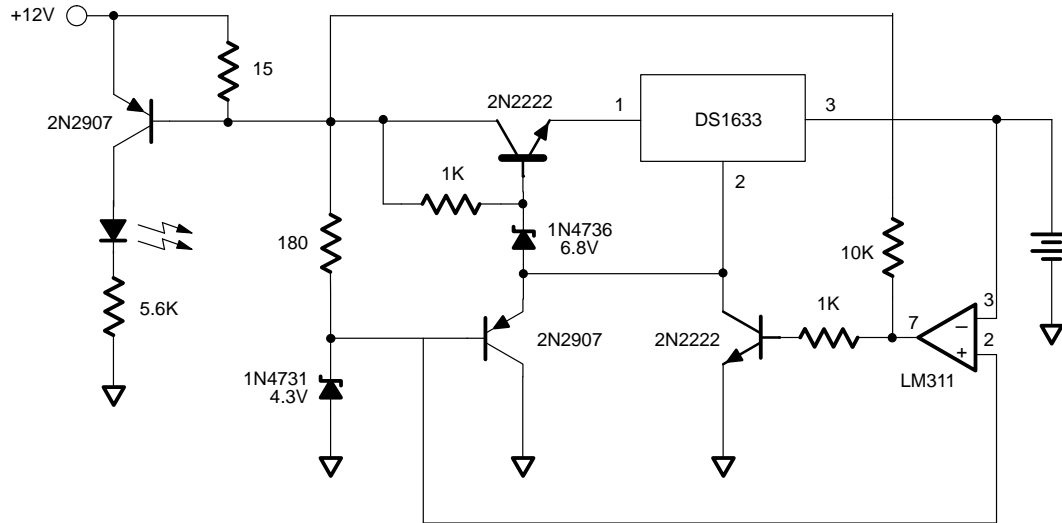 +12V
15
2N2907
2N2222
1
DS1633
3
2
1K
180
1N4736
6.8V
10K
5.6K
2N2907
2N2222
1K
7
3
−
2
+
LM311
1N4731
4.3V